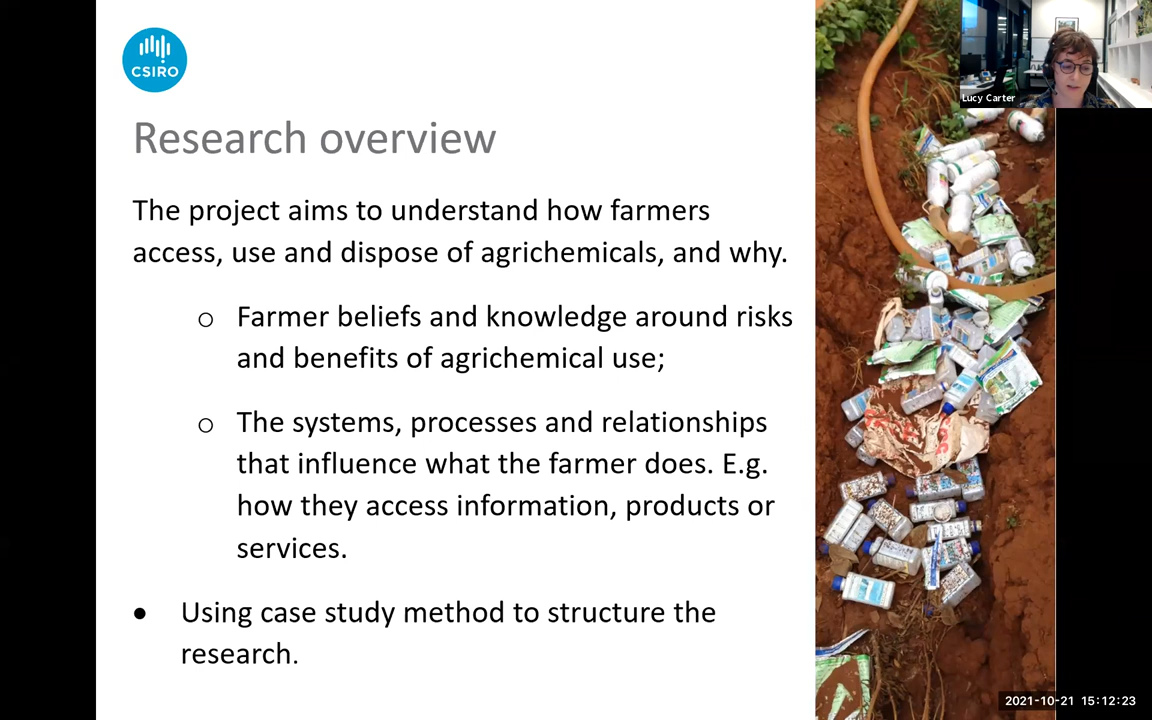 CSIRO
Lucy Carter
Research overview
The project aims to understand how farmers
access, use and dispose of agrichemicals, and why.
o Farmer beliefs and knowledge around risks
and benefits of agrichemical use;
o The systems, processes and relationships
that influence what the farmer does. E.g.
how they access information, products or
services.
• Using case study method to structure the
research.
2021-10-21 15:12:23